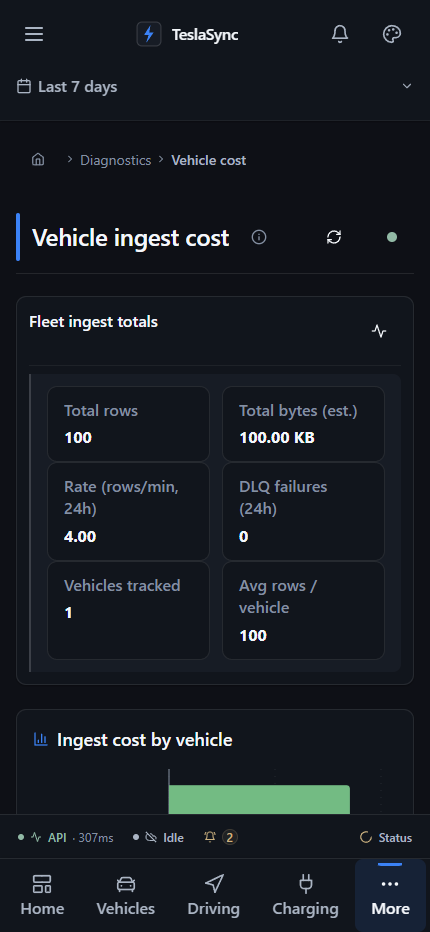 TeslaSync
Last 7 days
Diagnostics
Vehicle cost
Vehicle ingest cost
Fleet ingest totals
Total rows
100
Total bytes (est.)
100.00 KB
Rate (rows/min,
24h)
4.00
DLQ failures
(24h)
0
Vehicles tracked
1
Avg rows /
vehicle
100
Ingest cost by vehicle
API · 307ms
Idle
2
Status
Home
Vehicles
Driving
Charging
More